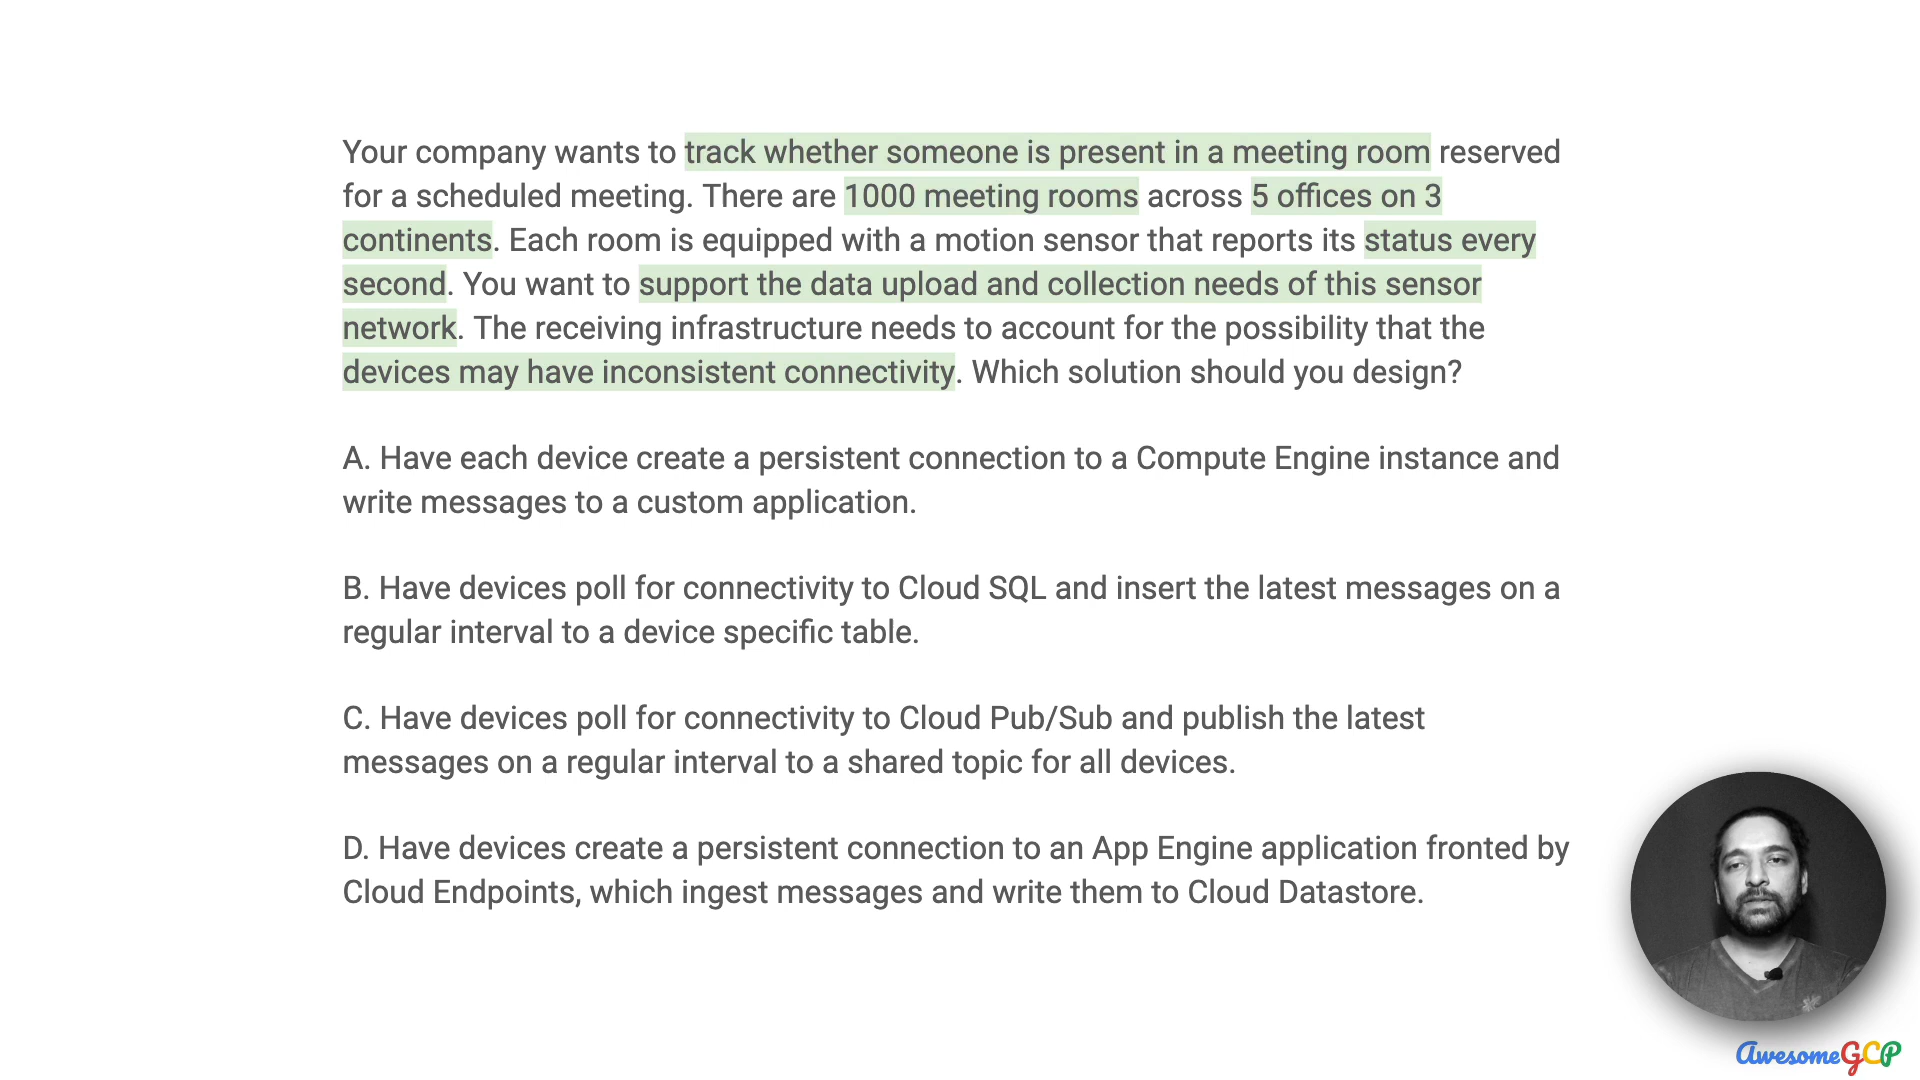 Your company wants to track whether someone is present in a meeting room reserved
for a scheduled meeting. There are 1000 meeting rooms across 5 offices on 3
continents. Each room is equipped with a motion sensor that reports its status every
second. You want to support the data upload and collection needs of this sensor
network. The receiving infrastructure needs to account for the possibility that the
devices may have inconsistent connectivity. Which solution should you design?
A. Have each device create a persistent connection to a Compute Engine instance and
write messages to a custom application.
B. Have devices poll for connectivity to Cloud SQL and insert the latest messages on a
regular interval to a device specific table.
C. Have devices poll for connectivity to Cloud Pub/Sub and publish the latest
messages on a regular interval to a shared topic for all devices.
D. Have devices create a persistent connection to an App Engine application fronted by
Cloud Endpoints, which ingest messages and write them to Cloud Datastore.
AwesomeGCP